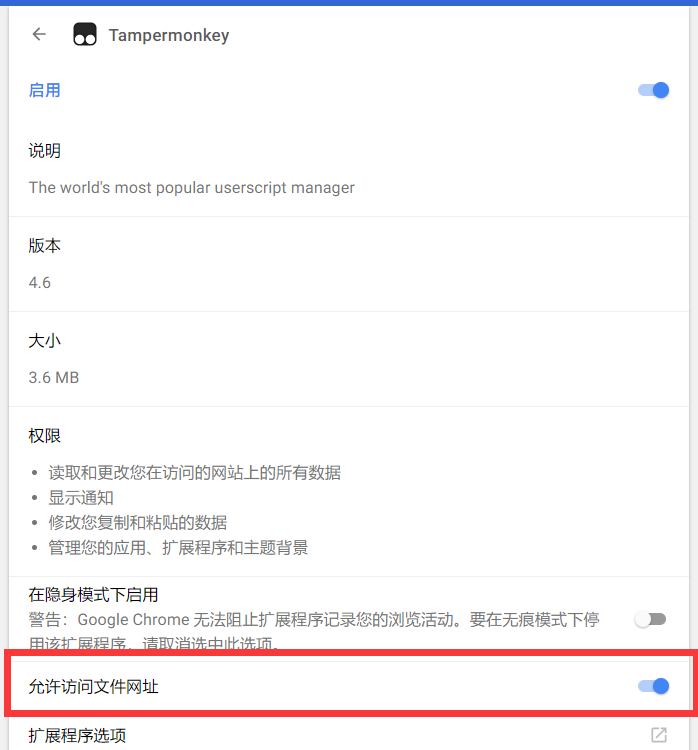 Tampermonkey
启用
说明
The world's most popular userscript manager
版本
4.6
大小
3.6 MB
权限
读取和更改您在访问的网站上的所有数据
显示通知
修改您复制和粘贴的数据
管理您的应用、扩展程序和主题背景
在隐身模式下启用
警告：Google Chrome 无法阻止扩展程序记录您的浏览活动。要在无痕模式下停
用该扩展程序，请取消选中此选项。
允许访问文件网址
扩展程序选项